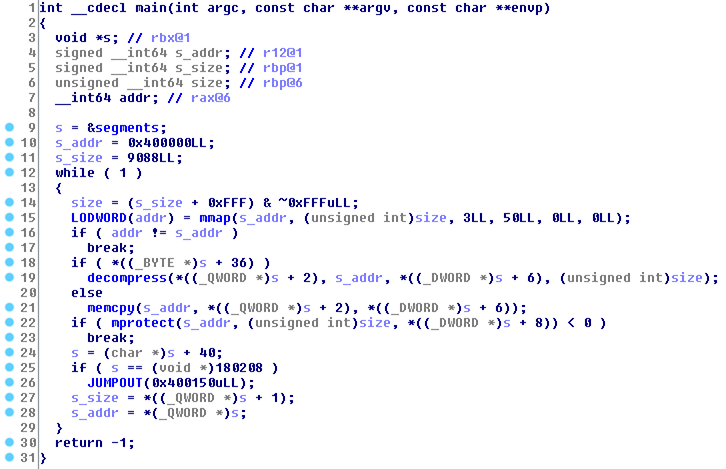 1 int __cdecl main(int argc, const char **argv, const char **envp)
2 {
3 void *s; // rbx@1
4 signed __int64 s_addr; // r12@1
5 signed __int64 s_size; // rbp@1
6 unsigned __int64 size; // rbp@6
7 __int64 addr; // rax@6
8
9 s = &segments;
10 s_addr = 0x400000LL;
11 s_size = 9088LL;
12 while ( 1 )
13 {
14 size = (s_size + 0xFFF) & ~0xFFFuLL;
15 LODWORD(addr) = mmap(s_addr, (unsigned int)size, 3LL, 50LL, 0LL, 0LL);
16 if ( addr != s_addr )
17 break;
18 if ( *((_BYTE *)s + 36) )
19 decompress(*((_QWORD *)s + 2), s_addr, *((_DWORD *)s + 6), (unsigned int)size);
20 else
21 memcpy(s_addr, *((_QWORD *)s + 2), *((_DWORD *)s + 6));
22 if ( mprotect(s_addr, (unsigned int)size, *((_DWORD *)s + 8)) < 0 )
23 break;
24 s = (char *)s + 40;
25 if ( s == (void *)180208 )
26 JUMPOUT(0x400150uLL);
27 s_size = *((_QWORD *)s + 1);
28 s_addr = *(_QWORD *)s;
29 }
30 return -1;
31 }